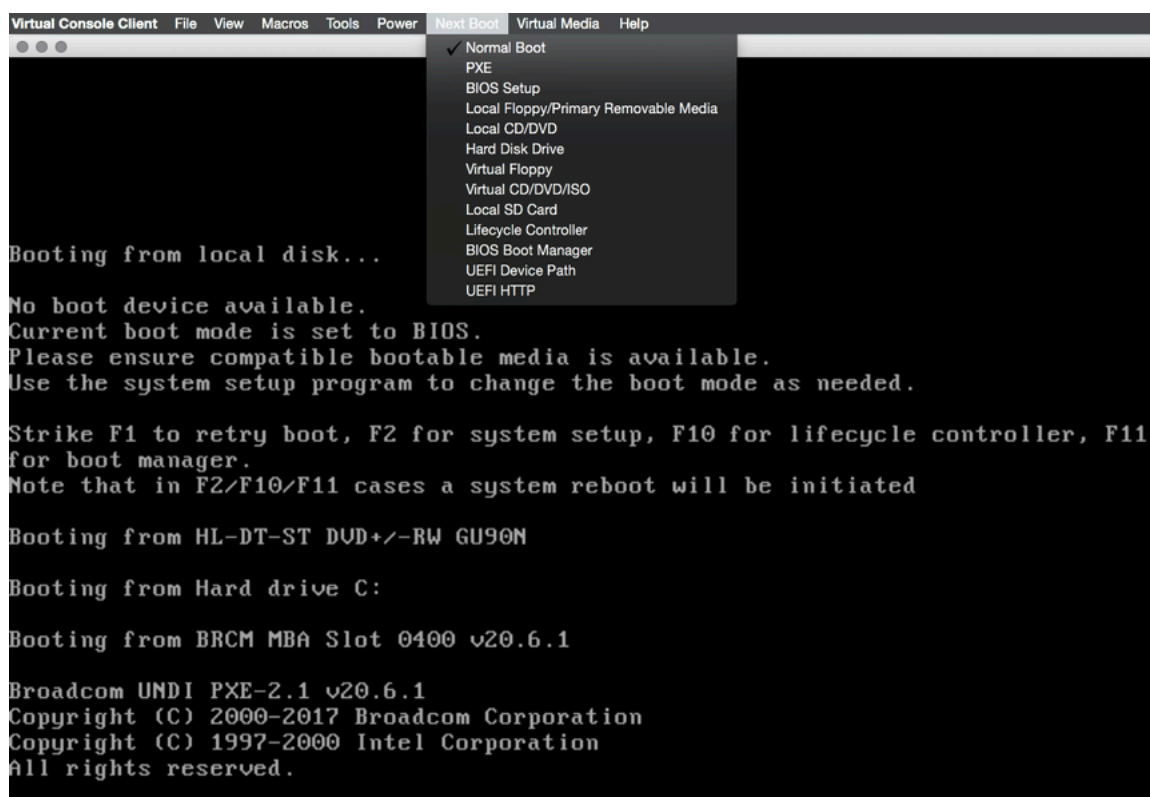 Virtual Console Client File View Macros Tools Power Next Boot Virtual Media Help
Normal Boot
PXE
BIOS Setup
Local Floppy/Primary Removable Media
Local CD/DVD
Hard Disk Drive
Virtual Floppy
Virtual CD/DVD/ISO
Local SD Card
Lifecycle Controller
BIOS Boot Manager
UEFI Device Path
UEFI HTTP
Booting from local disk...
No boot device available.
Current boot mode is set to BIOS.
Please ensure compatible bootable media is available.
Use the system setup program to change the boot mode as needed.
Strike F1 to retry boot, F2 for system setup, F10 for lifecycle controller, F11
for boot manager.
Note that in F2/F10/F11 cases a system reboot will be initiated
Booting from HL-DT-ST DVD+/-RW GU90N
Booting from Hard drive C:
Booting from BRCM MBA Slot 0400 v20.6.1
Broadcom UNDI PXE-2.1 v20.6.1
Copyright (C) 2000-2017 Broadcom Corporation
Copyright (C) 1997-2000 Intel Corporation
All rights reserved.